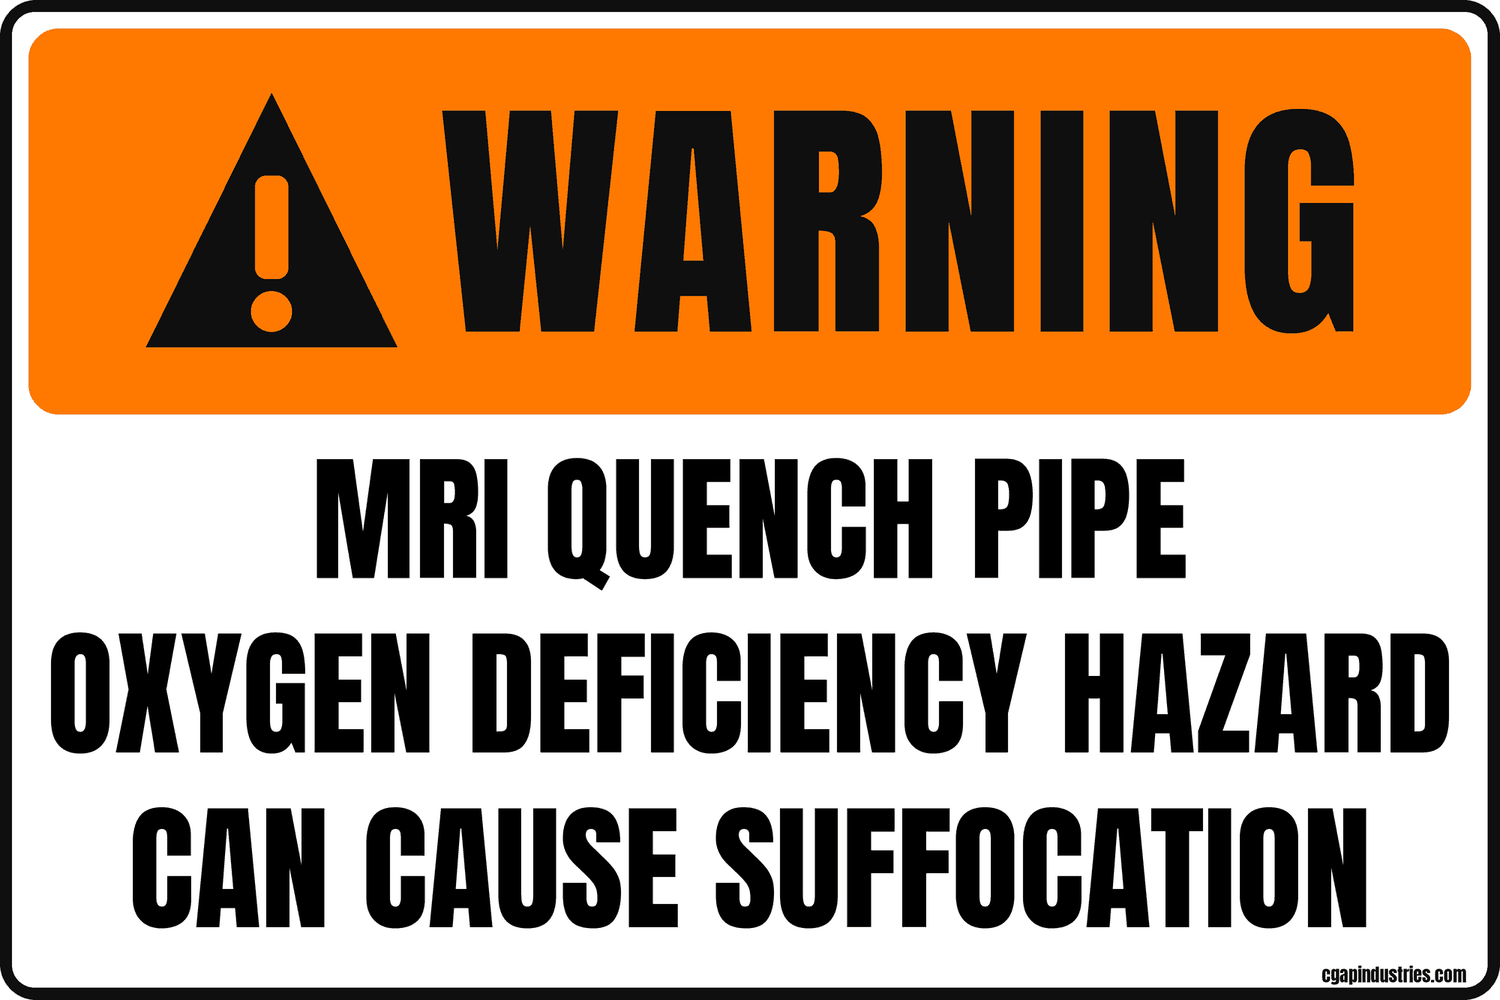 WARNING
MRI QUENCH PIPE
OXYGEN DEFICIENCY HAZARD
CAN CAUSE SUFFOCATION
cgapindustries.com